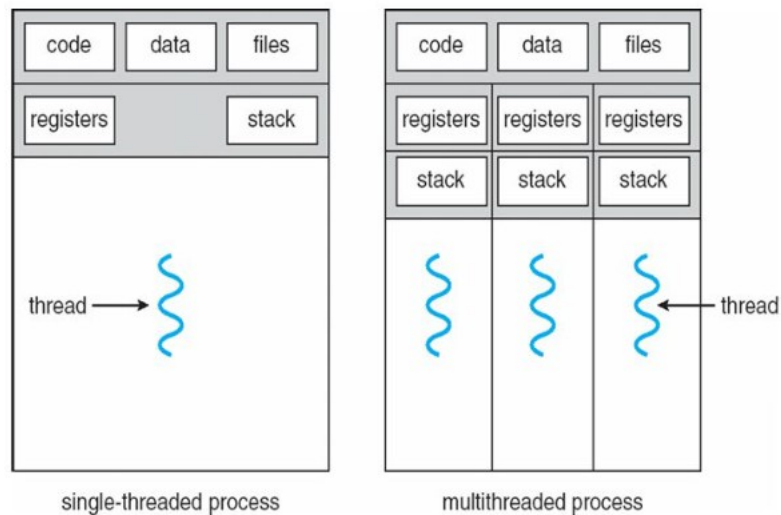 code data files
registers stack
thread
single-threaded process
code data files
registers registers registers
stack stack stack
thread
multithreaded process